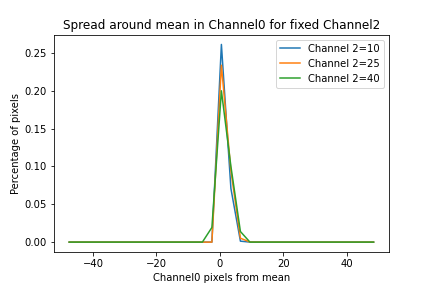 Spread around mean in Channel0 for fixed Channel2
Channel 2=10
Channel 2=25
Channel 2=40
Percentage of pixels
0.25
0.20
0.15
0.10
0.05
0.00
−40
−20
0
20
40
Channel0 pixels from mean